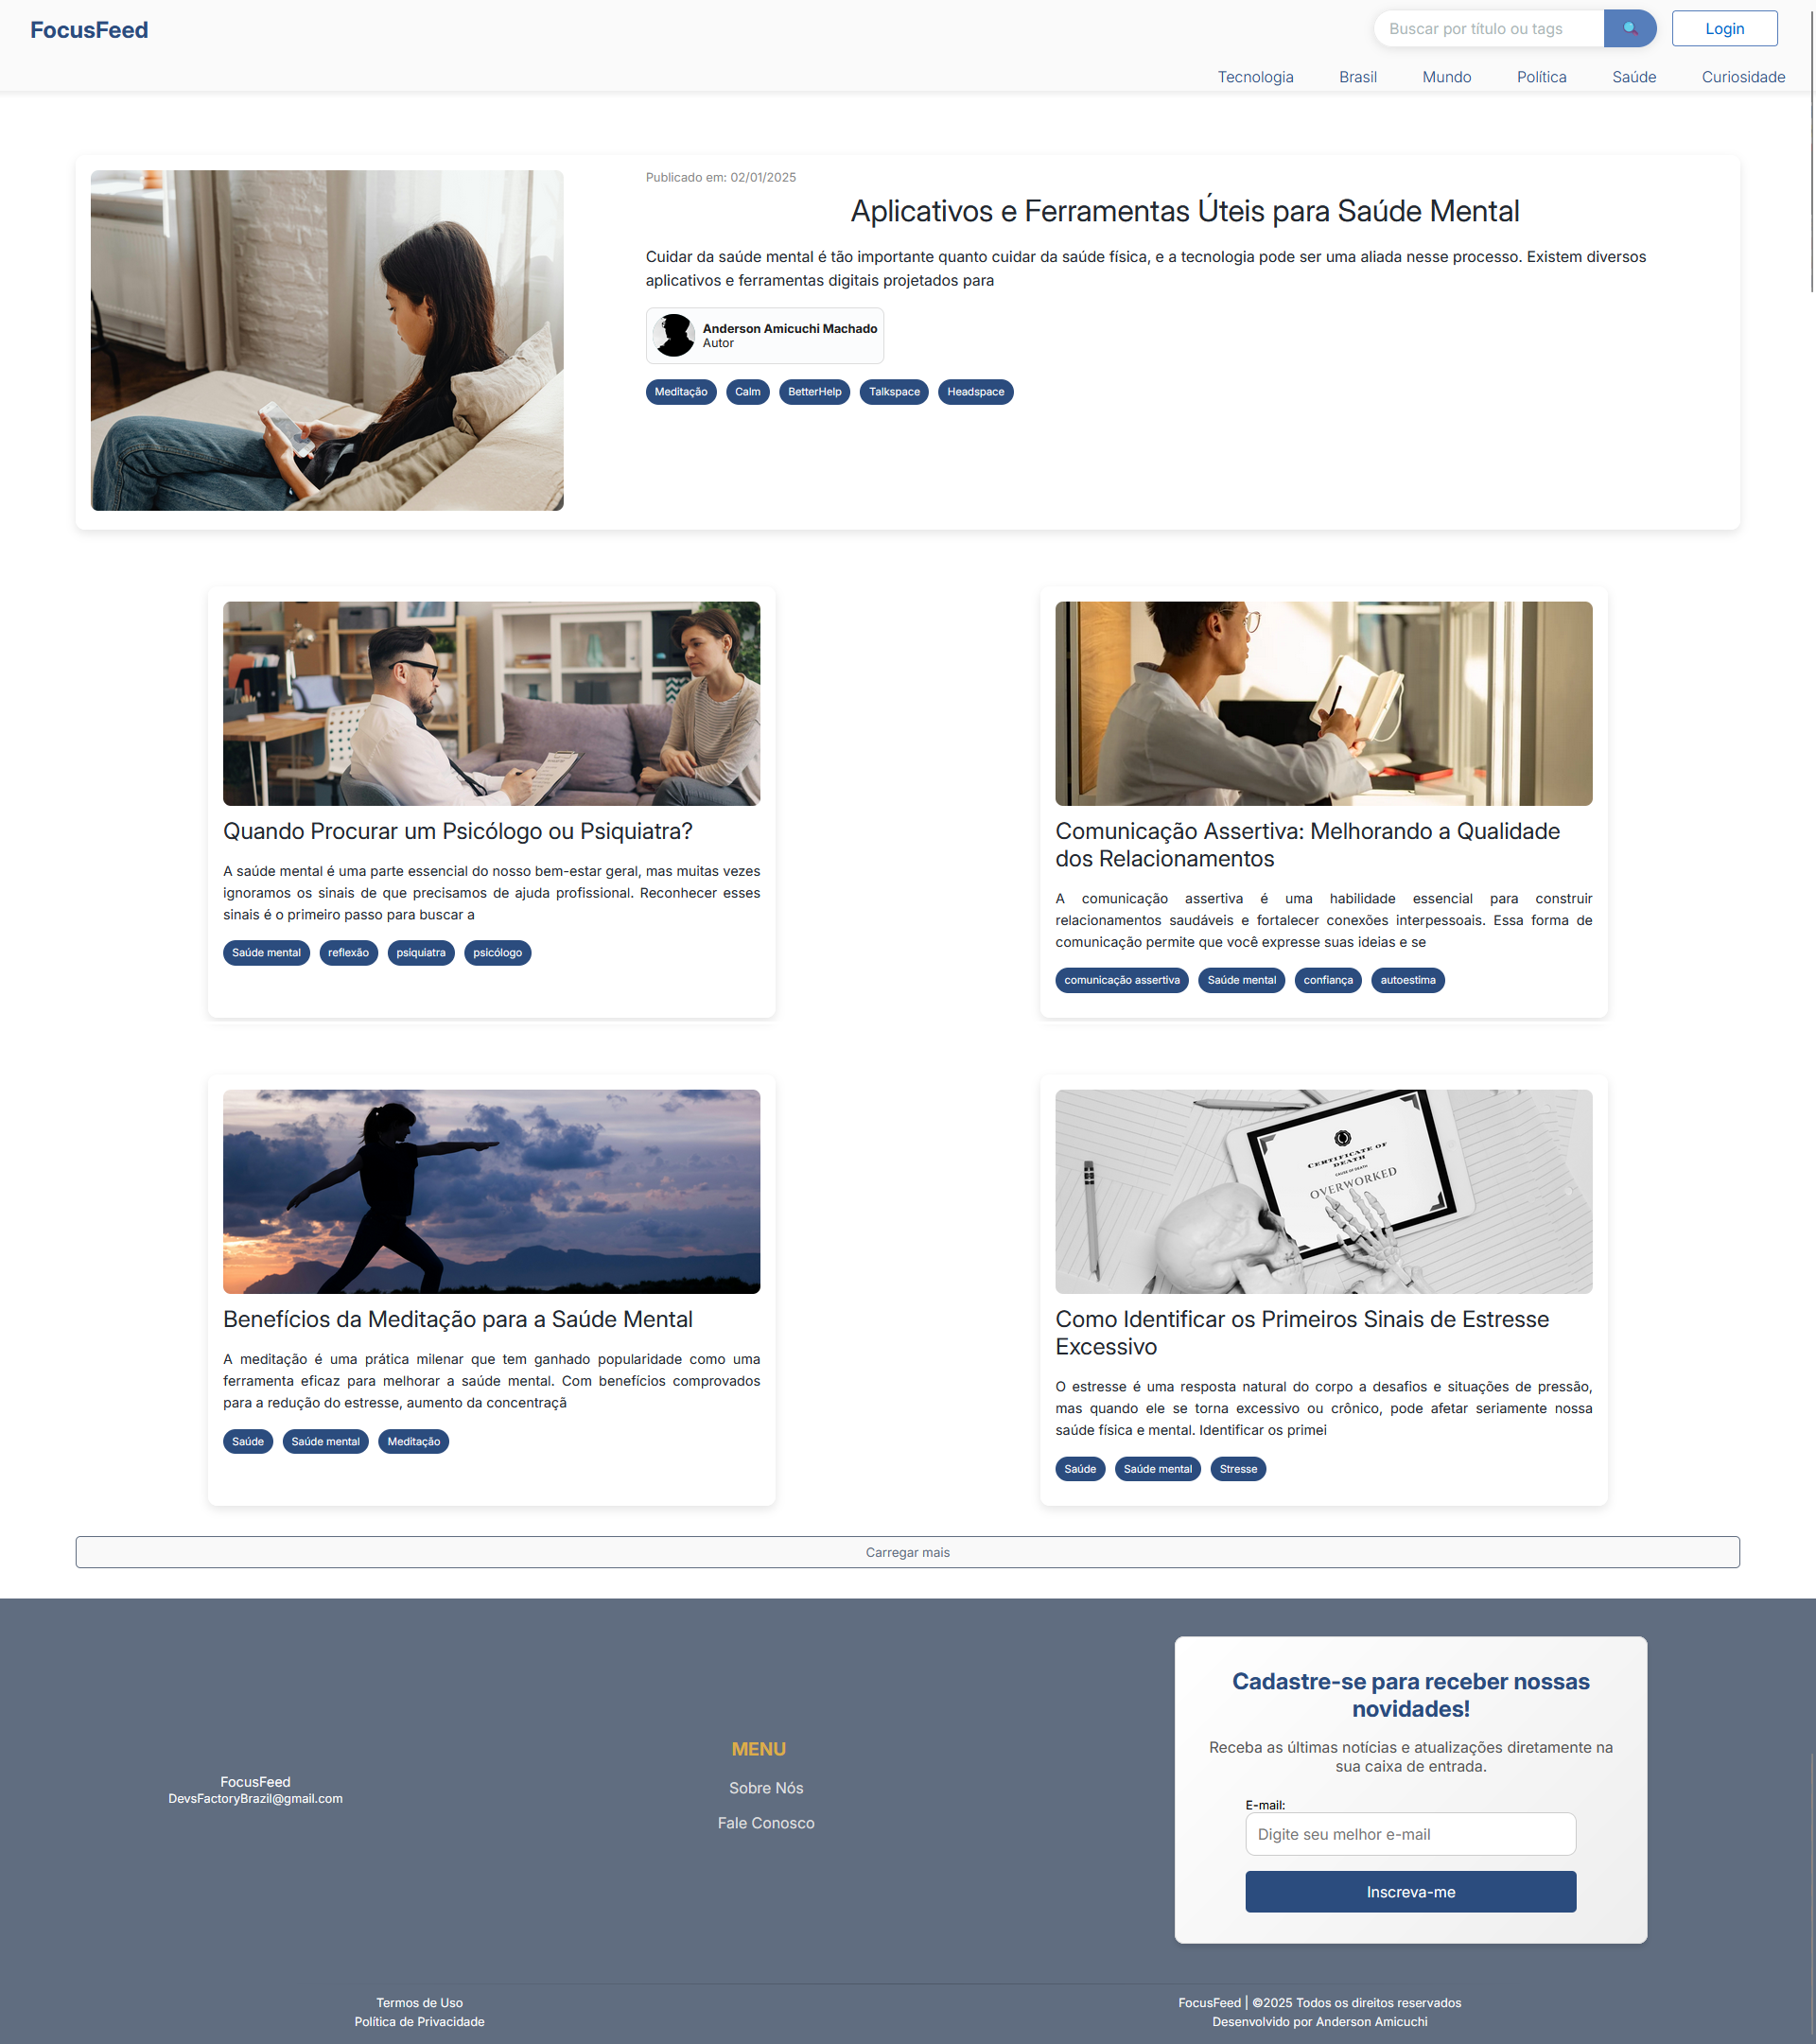 FocusFeed
Buscar por título ou tags
Login
Tecnologia
Brasil
Mundo
Política
Saúde
Curiosidade
Publicado em: 02/01/2025
Aplicativos e Ferramentas Úteis para Saúde Mental
Cuidar da saúde mental é tão importante quanto cuidar da saúde física, e a tecnologia pode ser uma aliada nesse processo. Existem diversos
aplicativos e ferramentas digitais projetados para
Anderson Amicuchi Machado
Autor
Meditação
Calm
BetterHelp
Talkspace
Headspace
Quando Procurar um Psicólogo ou Psiquiatra?
A saúde mental é uma parte essencial do nosso bem-estar geral, mas muitas vezes
ignoramos os sinais de que precisamos de ajuda profissional. Reconhecer esses
sinais é o primeiro passo para buscar a
Saúde mental
reflexão
psiquiatra
psicólogo
Comunicação Assertiva: Melhorando a Qualidade
dos Relacionamentos
A comunicação assertiva é uma habilidade essencial para construir
relacionamentos saudáveis e fortalecer conexões interpessoais. Essa forma de
comunicação permite que você expresse suas ideias e se
comunicação assertiva
Saúde mental
confiança
autoestima
Benefícios da Meditação para a Saúde Mental
A meditação é uma prática milenar que tem ganhado popularidade como uma
ferramenta eficaz para melhorar a saúde mental. Com benefícios comprovados
para a redução do estresse, aumento da concentraçã
Saúde
Saúde mental
Meditação
CERTIFICATE OF
DEATH
CAUSE OF DEATH
OVERWORKED
Como Identificar os Primeiros Sinais de Estresse
Excessivo
O estresse é uma resposta natural do corpo a desafios e situações de pressão,
mas quando ele se torna excessivo ou crônico, pode afetar seriamente nossa
saúde física e mental. Identificar os primei
Saúde
Saúde mental
Stresse
Carregar mais
FocusFeed
DevsFactoryBrazil@gmail.com
MENU
Sobre Nós
Fale Conosco
Cadastre-se para receber nossas
novidades!
Receba as últimas notícias e atualizações diretamente na
sua caixa de entrada.
E-mail:
Digite seu melhor e-mail
Inscreva-me
Termos de Uso
Política de Privacidade
FocusFeed | ©2025 Todos os direitos reservados
Desenvolvido por Anderson Amicuchi